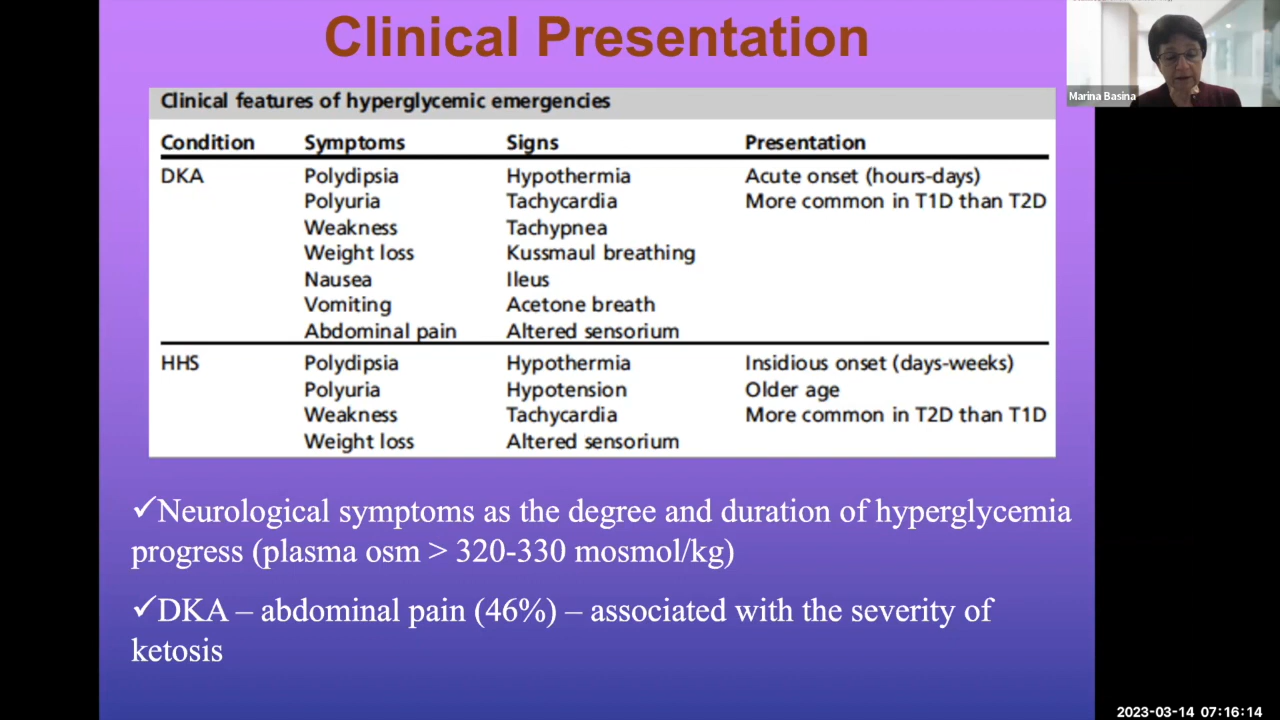 Clinical Presentation
Marina Basina
Clinical features of hyperglycemic emergencies
Condition Symptoms Signs Presentation
DKA Polydipsia Hypothermia Acute onset (hours-days)
Polyuria Tachycardia More common in T1D than T2D
Weakness Tachypnea
Weight loss Kussmaul breathing
Nausea Ileus
Vomiting Acetone breath
Abdominal pain Altered sensorium
HHS Polydipsia Hypothermia Insidious onset (days-weeks)
Polyuria Hypotension Older age
Weakness Tachycardia More common in T2D than T1D
Weight loss Altered sensorium
✓Neurological symptoms as the degree and duration of hyperglycemia
progress (plasma osm > 320-330 mosmol/kg)
✓DKA – abdominal pain (46%) – associated with the severity of
ketosis
2023-03-14 07:16:14